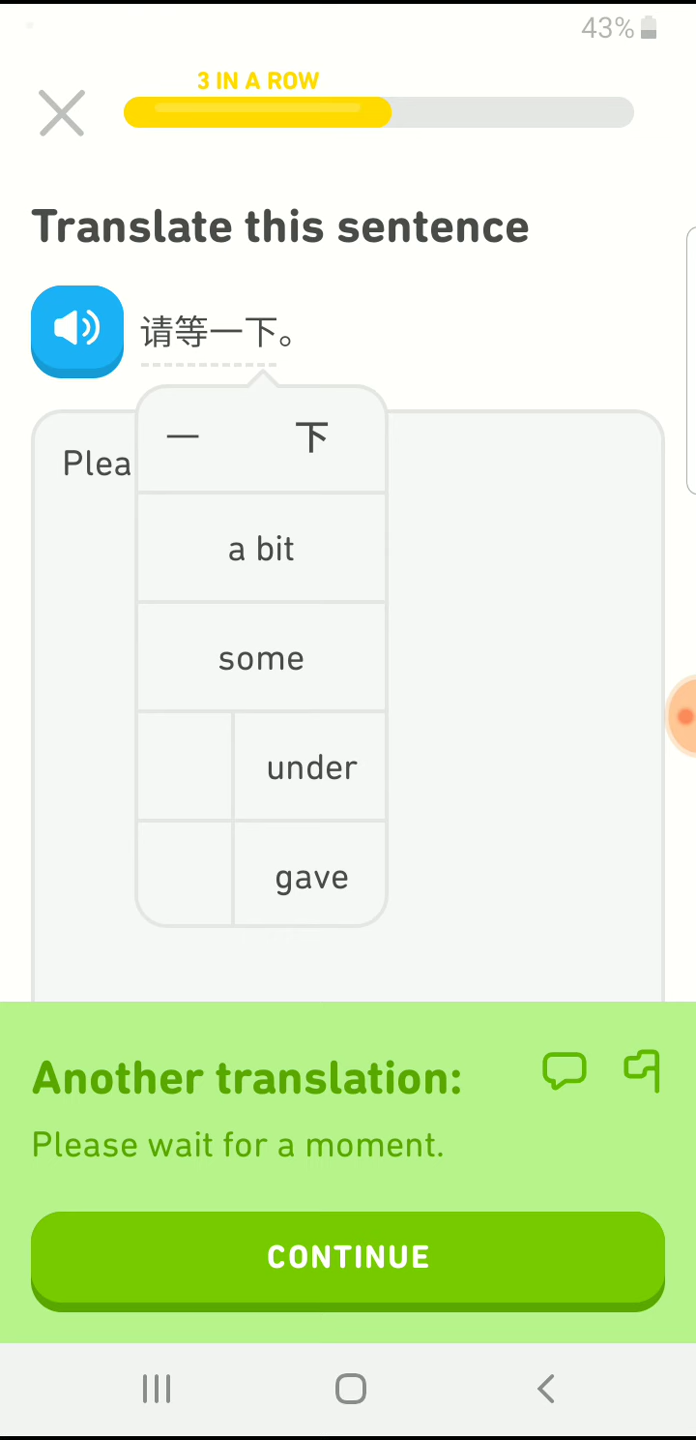 43%
3 IN A ROW
Translate this sentence
请等一下。
一 下
Plea
a bit
some
under
gave
Another translation:
Please wait for a moment.
CONTINUE